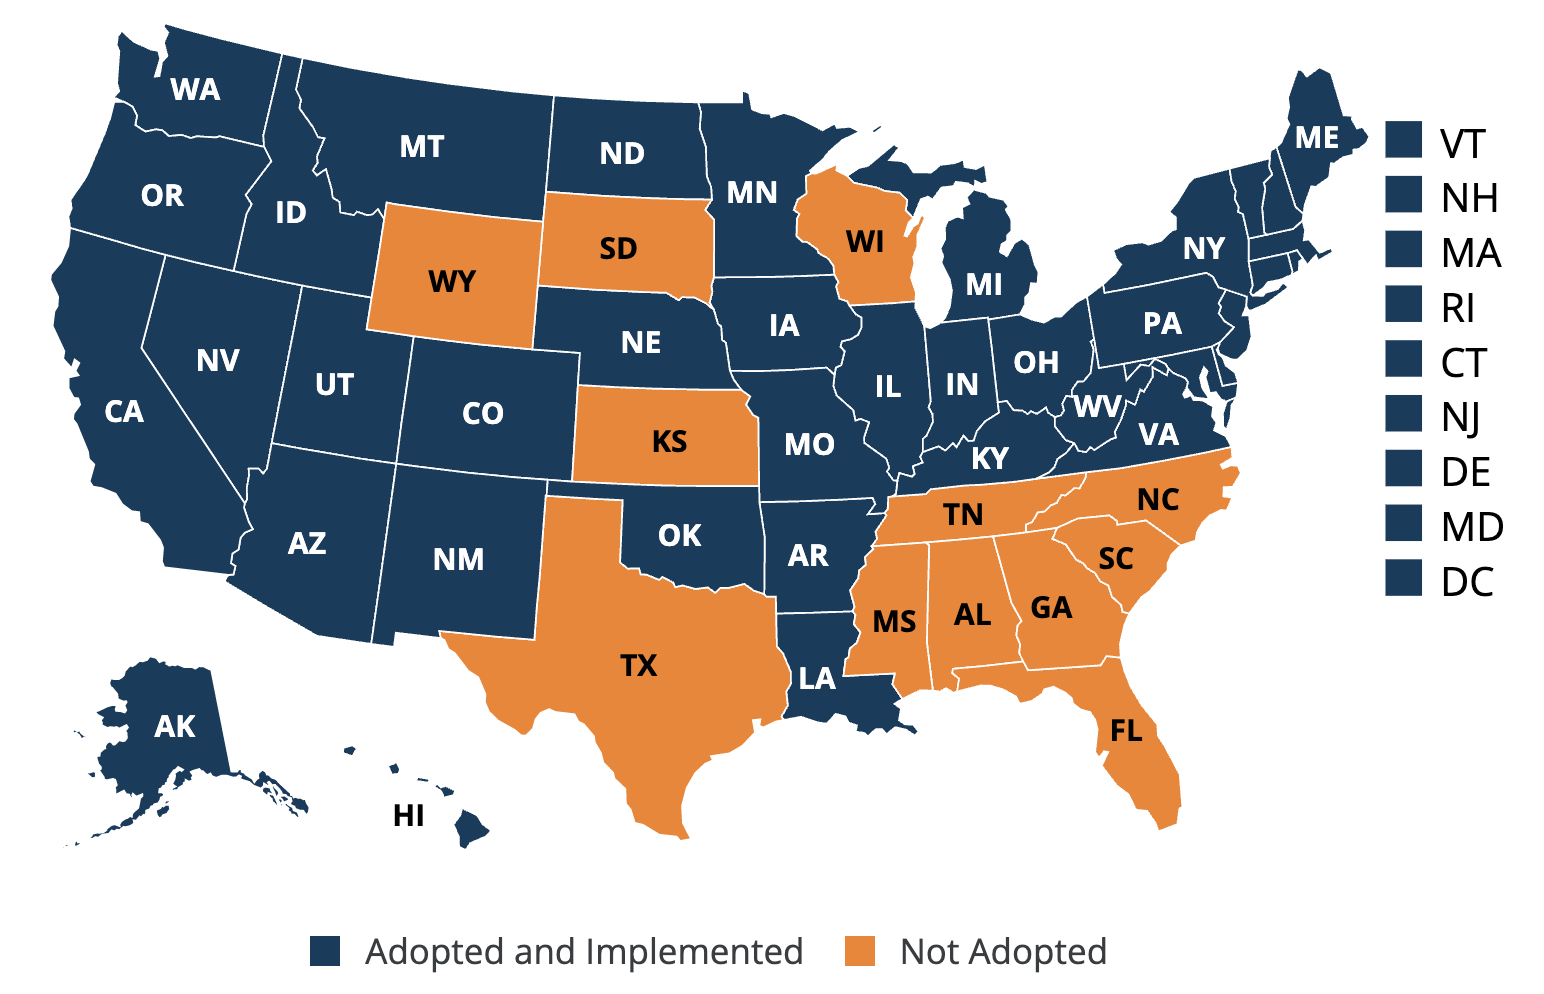 WA
ME
VT
MT
ND
OR
MN
NH
ID
WI
SD
NY
MA
WY
MI
RI
IA
PA
NE
NV
OH
CT
UT
IL
IN
CA
CO
WV
NJ
KS
MO
VA
KY
DE
NC
TN
OK
MD
AZ
NM
AR
SC
DC
GA
AL
MS
TX
LA
AK
FL
HI
Adopted and Implemented
Not Adopted